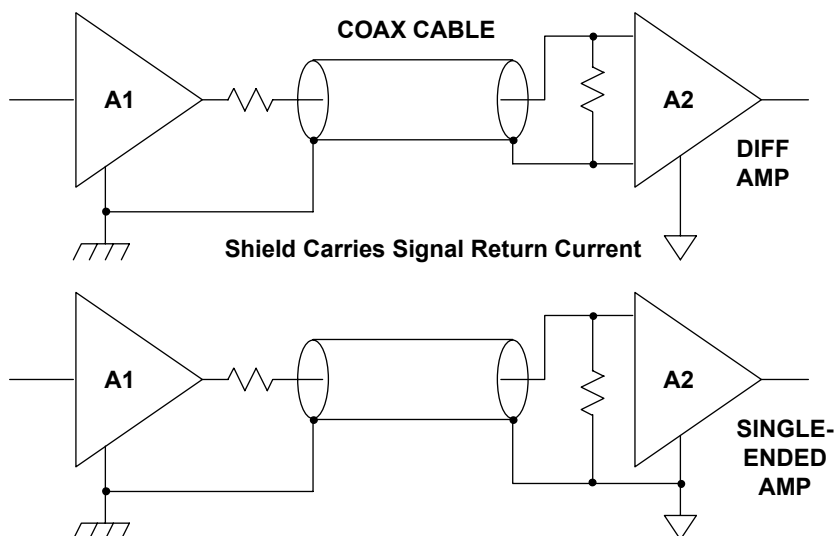 COAX CABLE
A1
A2
DIFF
AMP
Shield Carries Signal Return Current
A1
A2
SINGLE-
ENDED
AMP